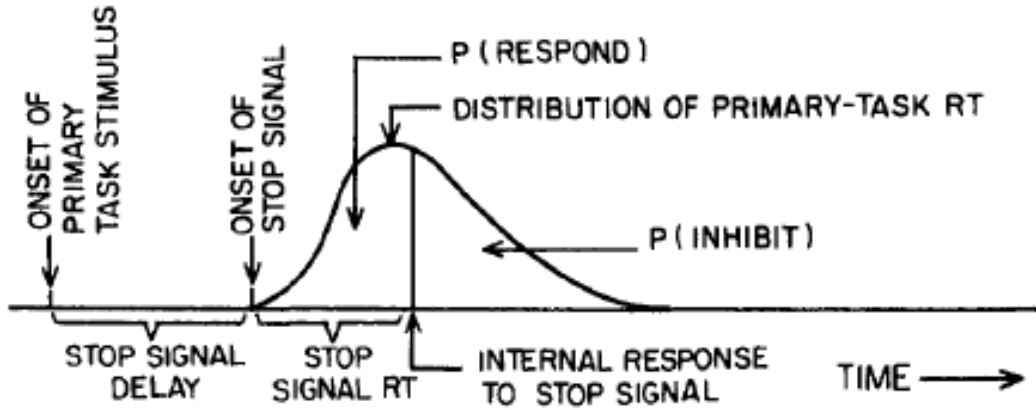 P (RESPOND)
DISTRIBUTION OF PRIMARY-TASK RT
ONSET OF
PRIMARY
TASK STIMULUS
ONSET OF
STOP SIGNAL
P (INHIBIT)
STOP SIGNAL
DELAY
STOP
SIGNAL RT
INTERNAL RESPONSE
TO STOP SIGNAL
TIME